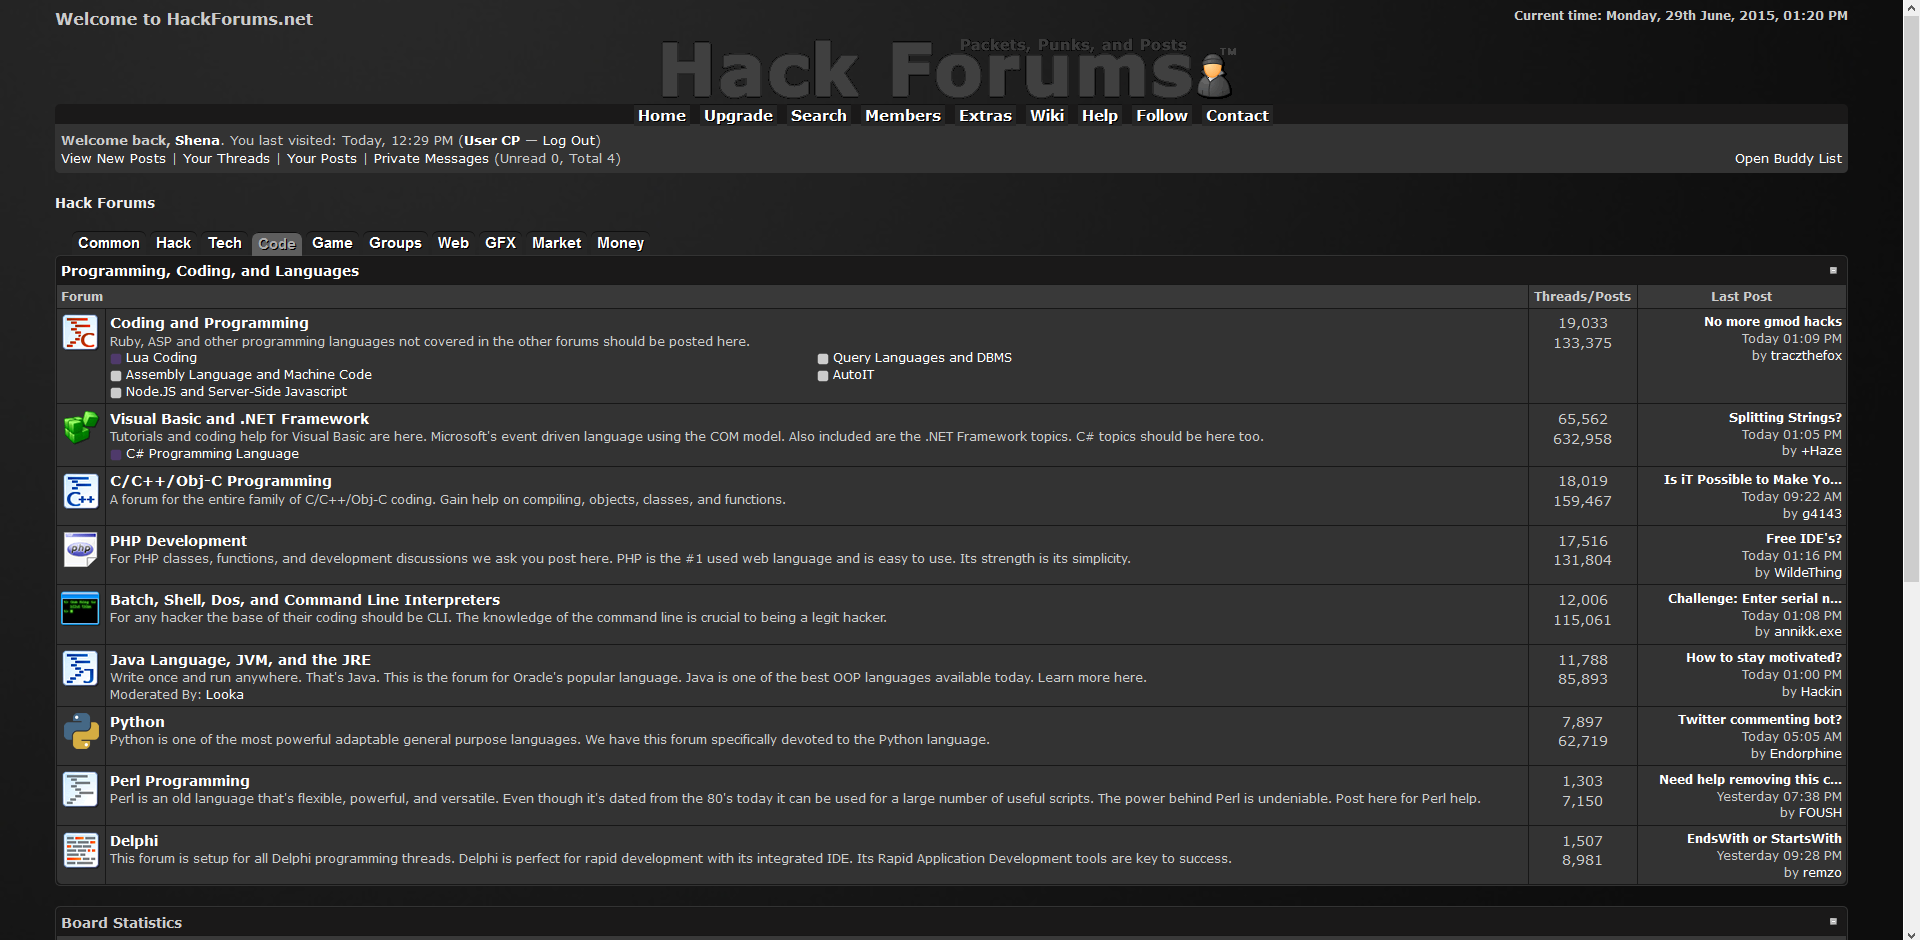 Welcome to HackForums.net
Current time: Monday, 29th June, 2015, 01:20 PM
Packets, Punks, and Posts
Hack Forums™
Home Upgrade Search Members Extras Wiki Help Follow Contact
Welcome back, Shena. You last visited: Today, 12:29 PM (User CP — Log Out)
View New Posts | Your Threads | Your Posts | Private Messages (Unread 0, Total 4)
Open Buddy List
Hack Forums
Common Hack Tech Code Game Groups Web GFX Market Money
Programming, Coding, and Languages
Forum Threads/Posts Last Post
Coding and Programming
Ruby, ASP and other programming languages not covered in the other forums should be posted here.
Lua Coding
Query Languages and DBMS
Assembly Language and Machine Code
AutoIT
Node.JS and Server-Side Javascript
19,033
133,375
No more gmod hacks
Today 01:09 PM
by traczthefox
Visual Basic and .NET Framework
Tutorials and coding help for Visual Basic are here. Microsoft's event driven language using the COM model. Also included are the .NET Framework topics. C# topics should be here too.
C# Programming Language
65,562
632,958
Splitting Strings?
Today 01:05 PM
by +Haze
C++
C/C++/Obj-C Programming
A forum for the entire family of C/C++/Obj-C coding. Gain help on compiling, objects, classes, and functions.
18,019
159,467
Is iT Possible to Make Yo...
Today 09:22 AM
by g4143
php
PHP Development
For PHP classes, functions, and development discussions we ask you post here. PHP is the #1 used web language and is easy to use. Its strength is its simplicity.
17,516
131,804
Free IDE's?
Today 01:16 PM
by WildeThing
Batch, Shell, Dos, and Command Line Interpreters
For any hacker the base of their coding should be CLI. The knowledge of the command line is crucial to being a legit hacker.
12,006
115,061
Challenge: Enter serial n...
Today 01:08 PM
by annikk.exe
J
Java Language, JVM, and the JRE
Write once and run anywhere. That's Java. This is the forum for Oracle's popular language. Java is one of the best OOP languages available today. Learn more here.
Moderated By: Looka
11,788
85,893
How to stay motivated?
Today 01:00 PM
by Hackin
Python
Python is one of the most powerful adaptable general purpose languages. We have this forum specifically devoted to the Python language.
7,897
62,719
Twitter commenting bot?
Today 05:05 AM
by Endorphine
Perl Programming
Perl is an old language that's flexible, powerful, and versatile. Even though it's dated from the 80's today it can be used for a large number of useful scripts. The power behind Perl is undeniable. Post here for Perl help.
1,303
7,150
Need help removing this c...
Yesterday 07:38 PM
by FOUSH
Delphi
This forum is setup for all Delphi programming threads. Delphi is perfect for rapid development with its integrated IDE. Its Rapid Application Development tools are key to success.
1,507
8,981
EndsWith or StartsWith
Yesterday 09:28 PM
by remzo
Board Statistics